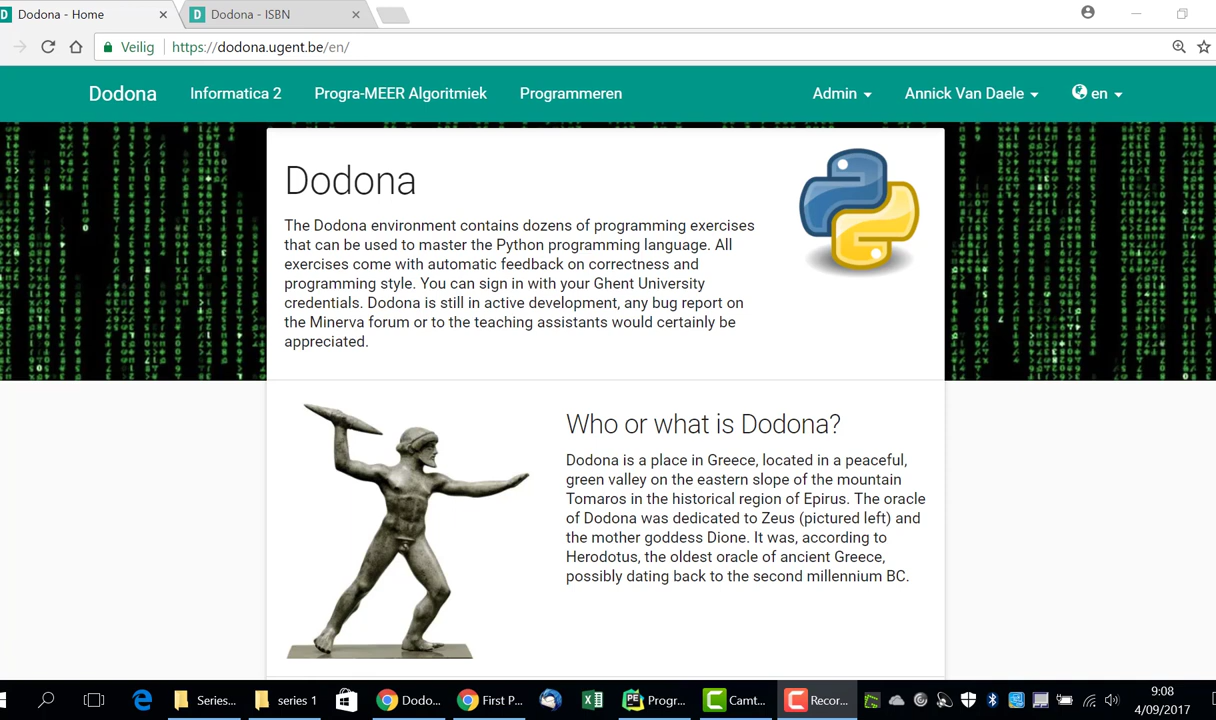 Dodona - Home
Dodona - ISBN
Veilig https://dodona.ugent.be/en/
Dodona Informatica 2 Progra-MEER Algoritmiek Programmeren Admin Annick Van Daele en
Dodona
The Dodona environment contains dozens of programming exercises
that can be used to master the Python programming language. All
exercises come with automatic feedback on correctness and
programming style. You can sign in with your Ghent University
credentials. Dodona is still in active development, any bug report on
the Minerva forum or to the teaching assistants would certainly be
appreciated.
Who or what is Dodona?
Dodona is a place in Greece, located in a peaceful,
green valley on the eastern slope of the mountain
Tomaros in the historical region of Epirus. The oracle
of Dodona was dedicated to Zeus (pictured left) and
the mother goddess Dione. It was, according to
Herodotus, the oldest oracle of ancient Greece,
possibly dating back to the second millennium BC.
Series... series 1 Dodo... First P... Progr... Camt... Recor...
9:08
4/09/2017